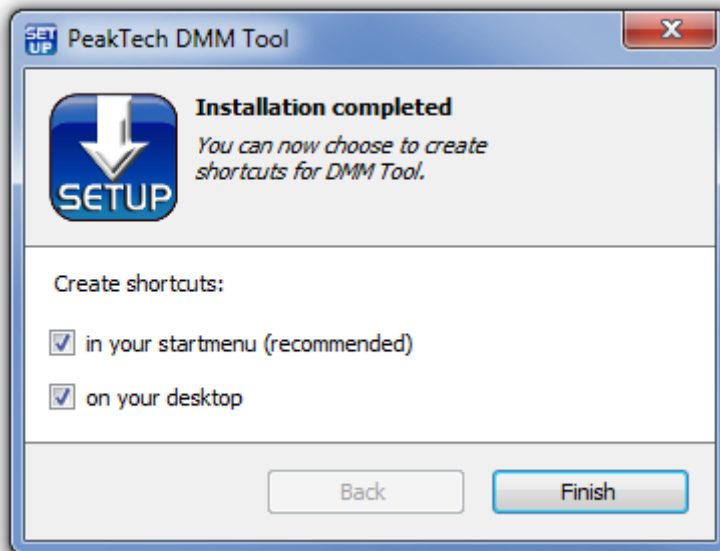 SET
UP
PeakTech DMM Tool
X
Installation completed
You can now choose to create
shortcuts for DMM Tool.
SETUP
Create shortcuts:
in your startmenu (recommended)
on your desktop
Back
Finish